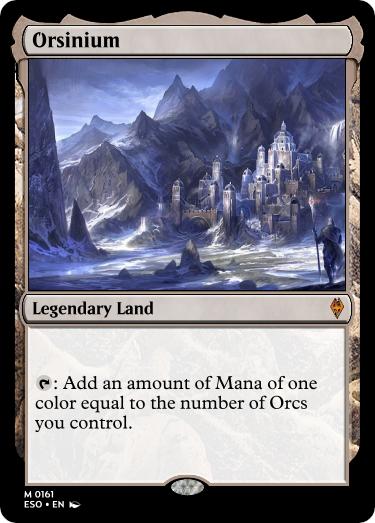 Orsinium
Legendary Land
: Add an amount of Mana of one
color equal to the number of Orcs
you control.
M 0161
ESO • EN